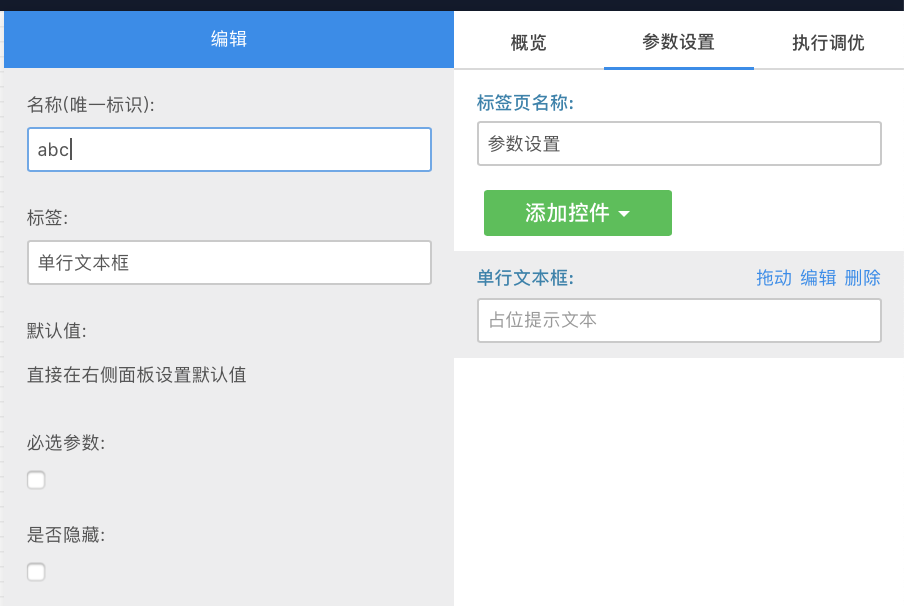 编辑
名称(唯一标识):
abc
标签:
单行文本框
默认值:
直接在右侧面板设置默认值
必选参数:
是否隐藏:
概览 参数设置 执行调优
标签页名称:
参数设置
添加控件
单行文本框: 拖动 编辑 删除
占位提示文本